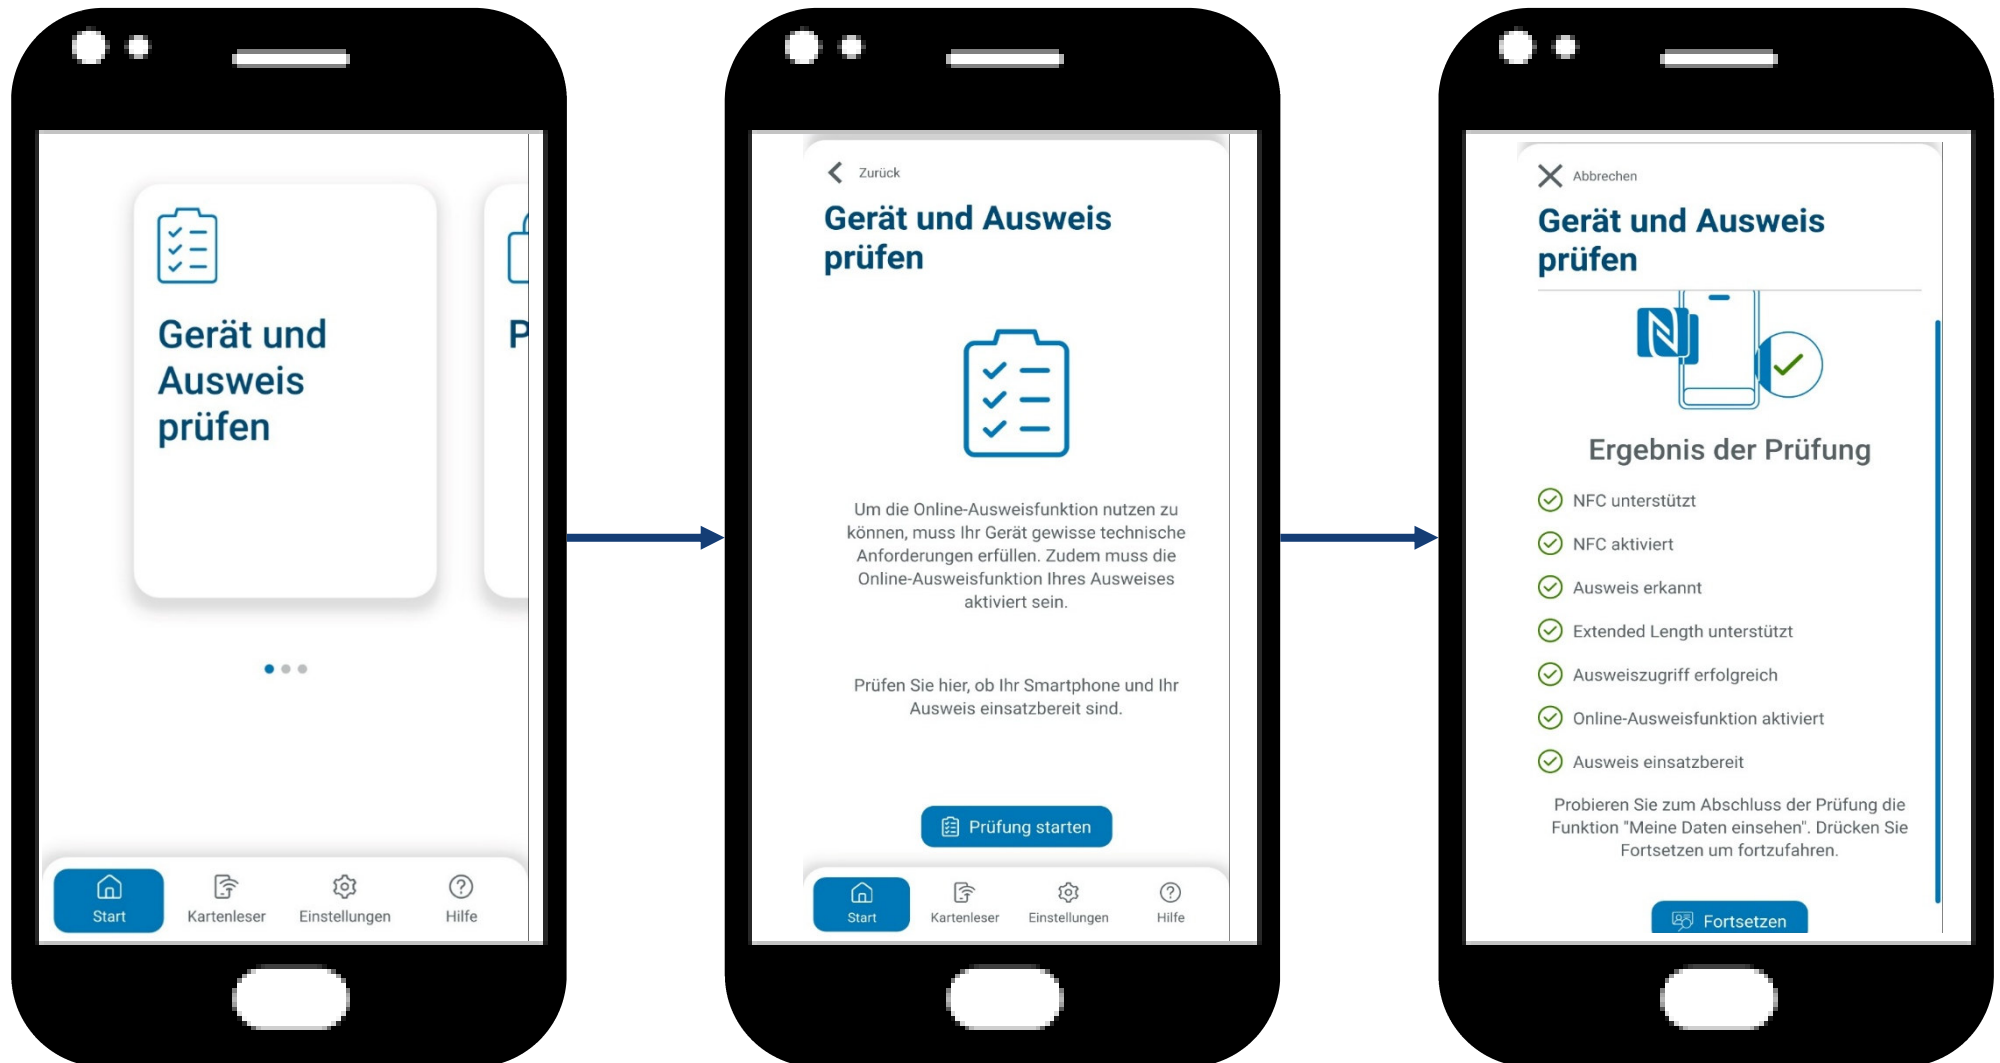 Gerät und
Ausweis
prüfen
P
Start
Kartenleser
Einstellungen
Hilfe
Zurück
Gerät und Ausweis
prüfen
Um die Online-Ausweisfunktion nutzen zu
können, muss Ihr Gerät gewisse technische
Anforderungen erfüllen. Zudem muss die
Online-Ausweisfunktion Ihres Ausweises
aktiviert sein.
Prüfen Sie hier, ob Ihr Smartphone und Ihr
Ausweis einsatzbereit sind.
Prüfung starten
Start
Kartenleser
Einstellungen
Hilfe
Abbrechen
Gerät und Ausweis
prüfen
Ergebnis der Prüfung
NFC unterstützt
NFC aktiviert
Ausweis erkannt
Extended Length unterstützt
Ausweiszugriff erfolgreich
Online-Ausweisfunktion aktiviert
Ausweis einsatzbereit
Probieren Sie zum Abschluss der Prüfung die
Funktion "Meine Daten einsehen". Drücken Sie
Fortsetzen um fortzufahren.
Fortsetzen